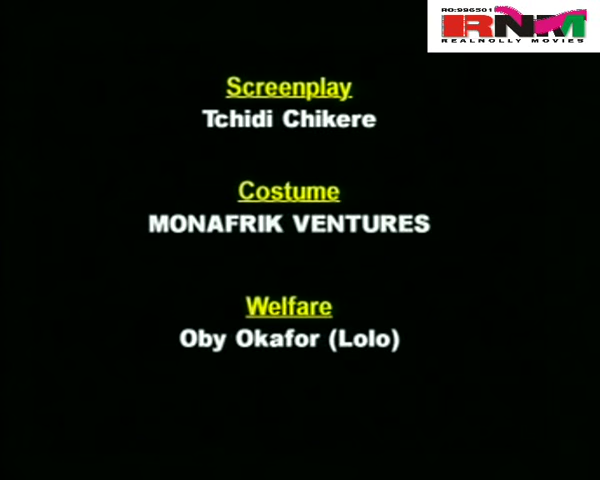 RO:996501
RNM
REALNOLLY MOVIES
Screenplay
Tchidi Chikere
Costume
MONAFRIK VENTURES
Welfare
Oby Okafor (Lolo)